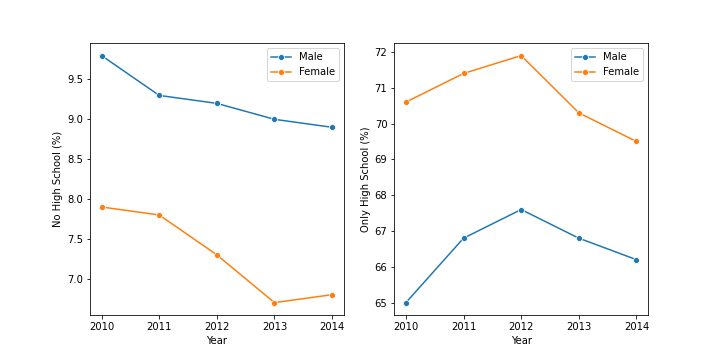 No High School (%)
9.5
9.0
8.5
8.0
7.5
7.0
2010 2011 2012 2013 2014
Year
Male
Female
Only High School (%)
72
71
70
69
68
67
66
65
2010 2011 2012 2013 2014
Year
Male
Female